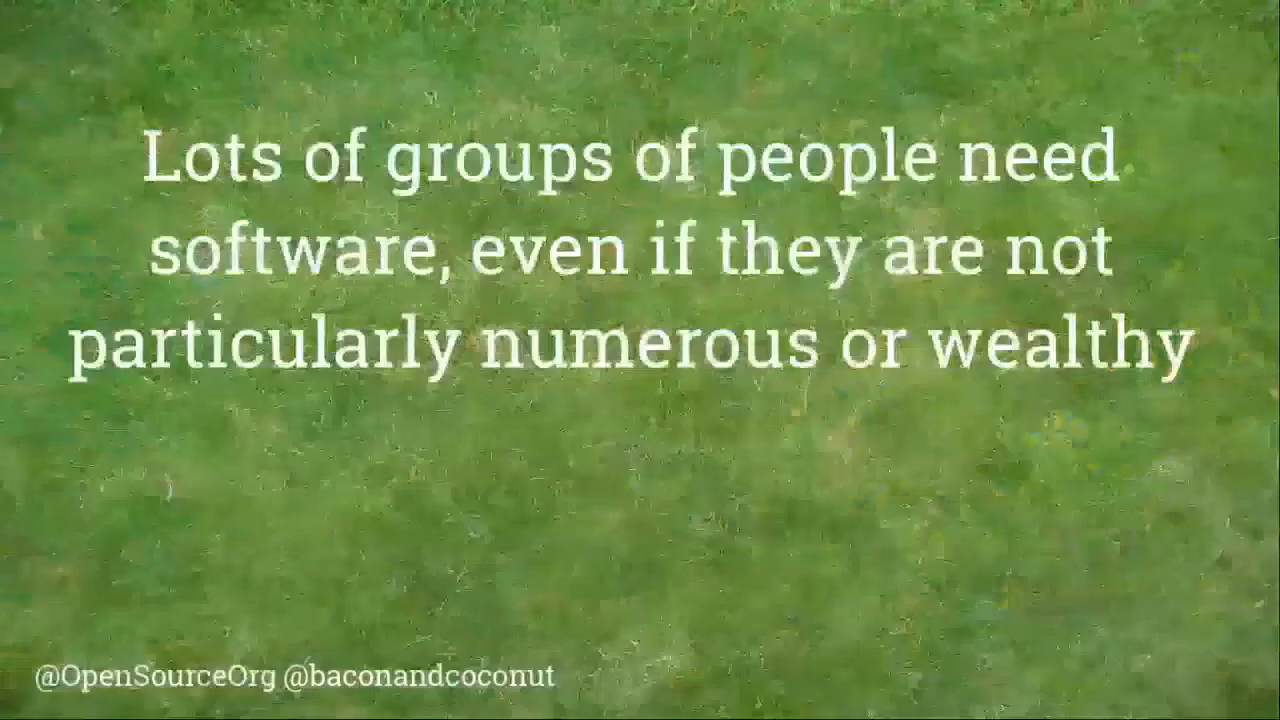 Lots of groups of people need
software, even if they are not
particularly numerous or wealthy
@OpenSourceOrg @baconandcoconut